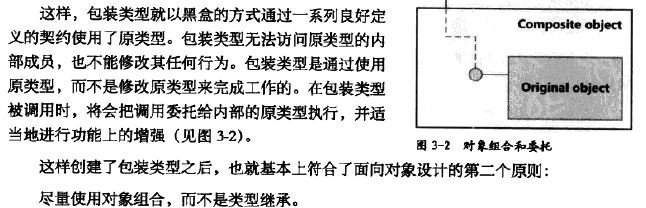 这样，包装类型就以黑盒的方式通过一系列良好定
义的契约使用了原类型。包装类型无法访问原类型的内
部成员，也不能修改其任何行为。包装类型是通过使用
原类型，而不是修改原类型来完成工作的。在包装类型
被调用时，将会把调用委托给内部的原类型执行，并适
当地进行功能上的增强（见图 3-2）。
Composite object
Original object
图 3-2 对象组合和委托
这样创建了包装类型之后，也就基本上符合了面向对象设计的第二个原则：
尽量使用对象组合，而不是类型继承。